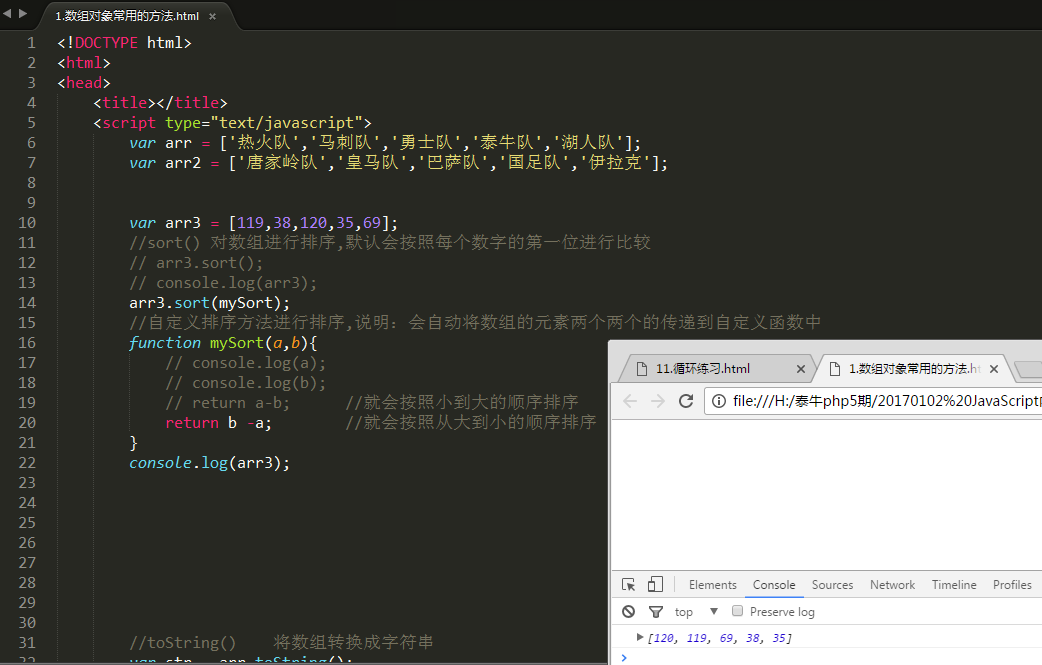 1.数组对象常用的方法.html ×
1 <!DOCTYPE html>
2 <html>
3 <head>
4 <title></title>
5 <script type="text/javascript">
6 var arr = ['热火队','马刺队','勇士队','泰牛队','湖人队'];
7 var arr2 = ['唐家岭队','皇马队','巴萨队','国足队','伊拉克'];
8
9
10 var arr3 = [119,38,120,35,69];
11 //sort() 对数组进行排序,默认会按照每个数字的第一位进行比较
12 // arr3.sort();
13 // console.log(arr3);
14 arr3.sort(mySort);
15 //自定义排序方法进行排序,说明：会自动将数组的元素两个两个的传递到自定义函数中
16 function mySort(a,b){
17 // console.log(a);
18 // console.log(b);
19 // return a-b; //就会按照小到大的顺序排序
20 return b -a; //就会按照从大到小的顺序排序
21 }
22 console.log(arr3);
23
24
25
26
27
28
29
30
31 //toString() 将数组转换成字符串
32 var str = arr.toString();
11.循环练习.html × 1.数组对象常用的方法.ht ×
file:///H:/泰牛php5期/20170102%20JavaScript
Elements Console Sources Network Timeline Profiles
top ▼ Preserve log
[120, 119, 69, 38, 35]